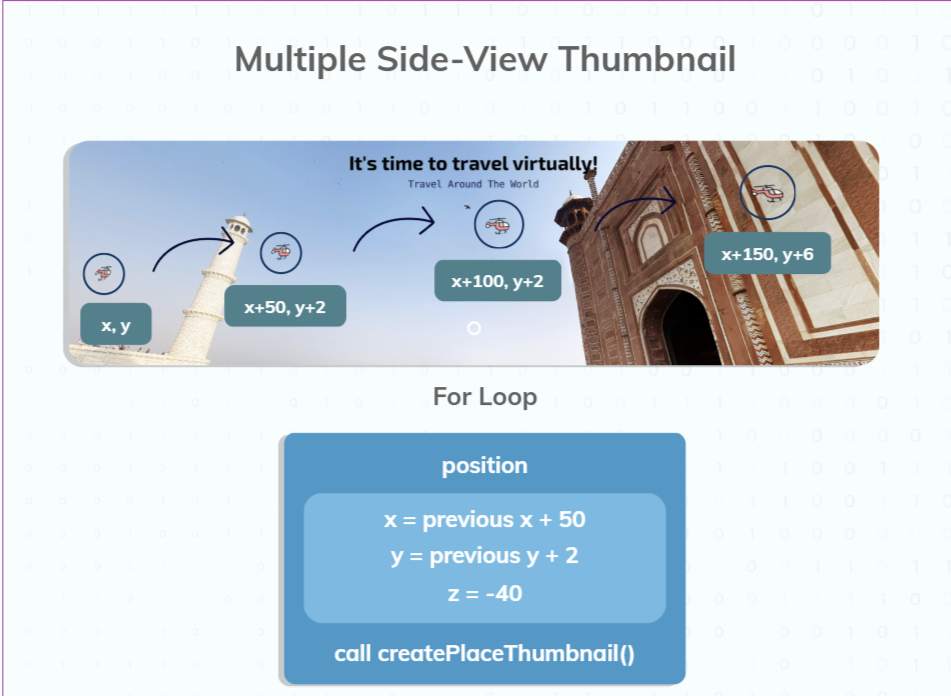 Multiple Side-View Thumbnail
It's time to travel virtually!
Travel Around The World
x, y
x+50, y+2
x+100, y+2
x+150, y+6
For Loop
position
x = previous x + 50
y = previous y + 2
z = -40
call createPlaceThumbnail()